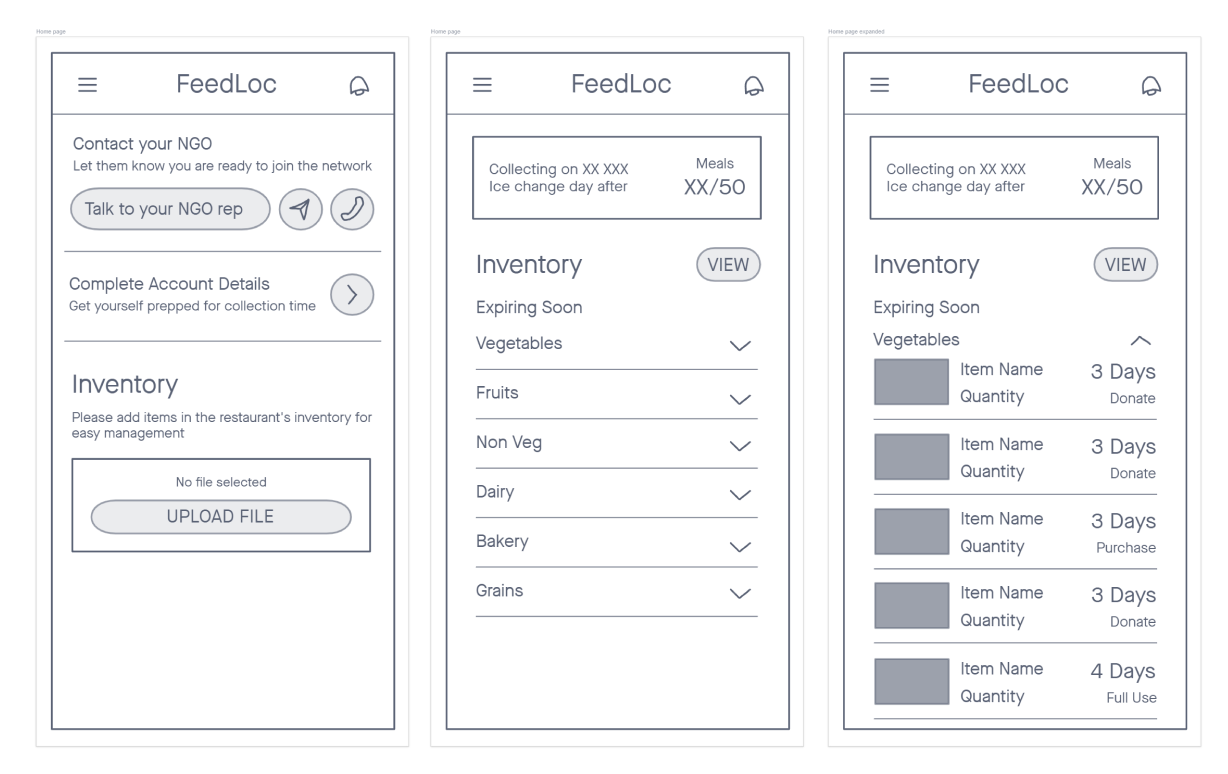 Home page
FeedLoc
Contact your NGO
Let them know you are ready to join the network
Talk to your NGO rep
Complete Account Details
Get yourself prepped for collection time
Inventory
Please add items in the restaurant's inventory for
easy management
No file selected
UPLOAD FILE
Home page
FeedLoc
Collecting on XX XXX
Ice change day after
Meals
XX/50
Inventory
VIEW
Expiring Soon
Vegetables
Fruits
Non Veg
Dairy
Bakery
Grains
Home page expanded
FeedLoc
Collecting on XX XXX
Ice change day after
Meals
XX/50
Inventory
VIEW
Expiring Soon
Vegetables
Item Name
3 Days
Quantity
Donate
Item Name
3 Days
Quantity
Donate
Item Name
3 Days
Quantity
Purchase
Item Name
3 Days
Quantity
Donate
Item Name
4 Days
Quantity
Full Use